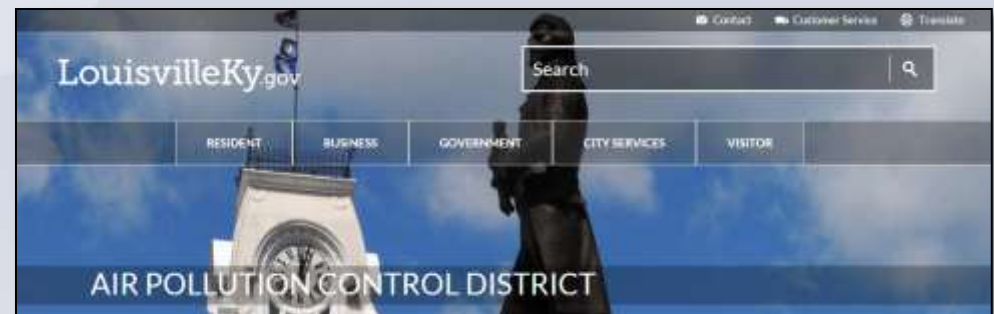 Contact Customer Service Translate
LouisvilleKy.gov
Search
RESIDENT BUSINESS GOVERNMENT CITY SERVICES VISITOR
AIR POLLUTION CONTROL DISTRICT